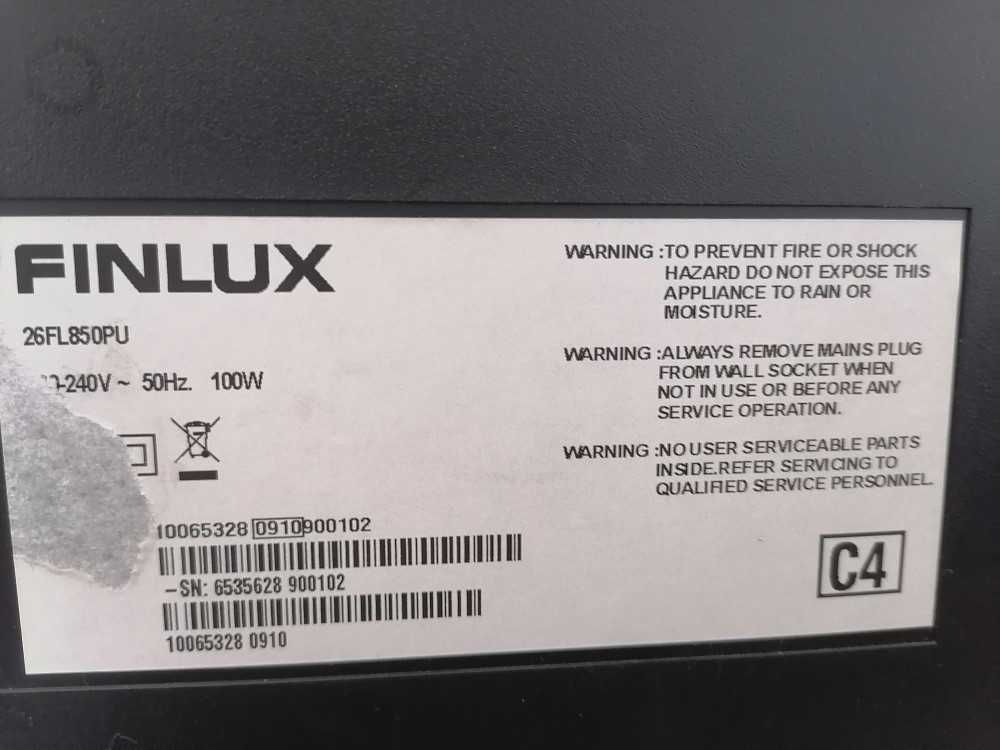 FINLUX
26FL850PU
-240V ~ 50Hz. 100W
10065328 0910900102
-SN: 6535628 900102
10065328 0910
WARNING :TO PREVENT FIRE OR SHOCK
HAZARD DO NOT EXPOSE THIS
APPLIANCE TO RAIN OR
MOISTURE.
WARNING :ALWAYS REMOVE MAINS PLUG
FROM WALL SOCKET WHEN
NOT IN USE OR BEFORE ANY
SERVICE OPERATION.
WARNING :NO USER SERVICEABLE PARTS
INSIDE.REFER SERVICING TO
QUALIFIED SERVICE PERSONNEL.
C4